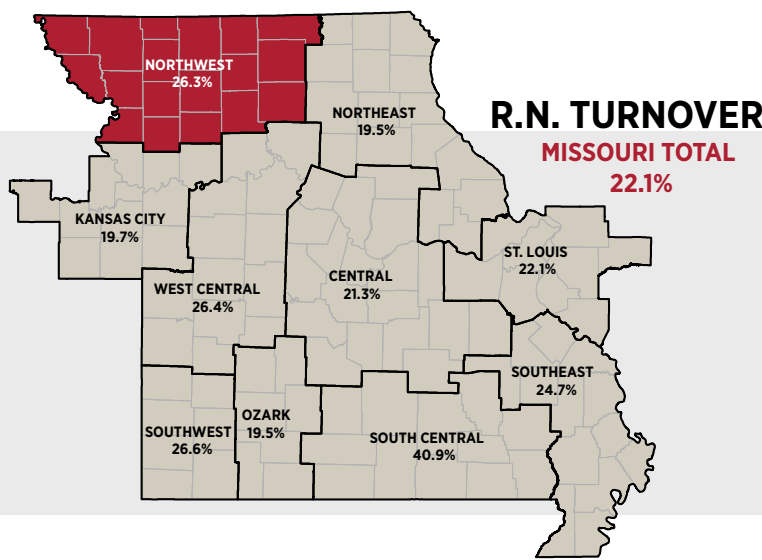 NORTHWEST
26.3%
NORTHEAST
19.5%
R.N. TURNOVER
MISSOURI TOTAL
22.1%
KANSAS CITY
19.7%
ST. LOUIS
22.1%
WEST CENTRAL
26.4%
CENTRAL
21.3%
SOUTHEAST
24.7%
SOUTHWEST
26.6%
OZARK
19.5%
SOUTH CENTRAL
40.9%